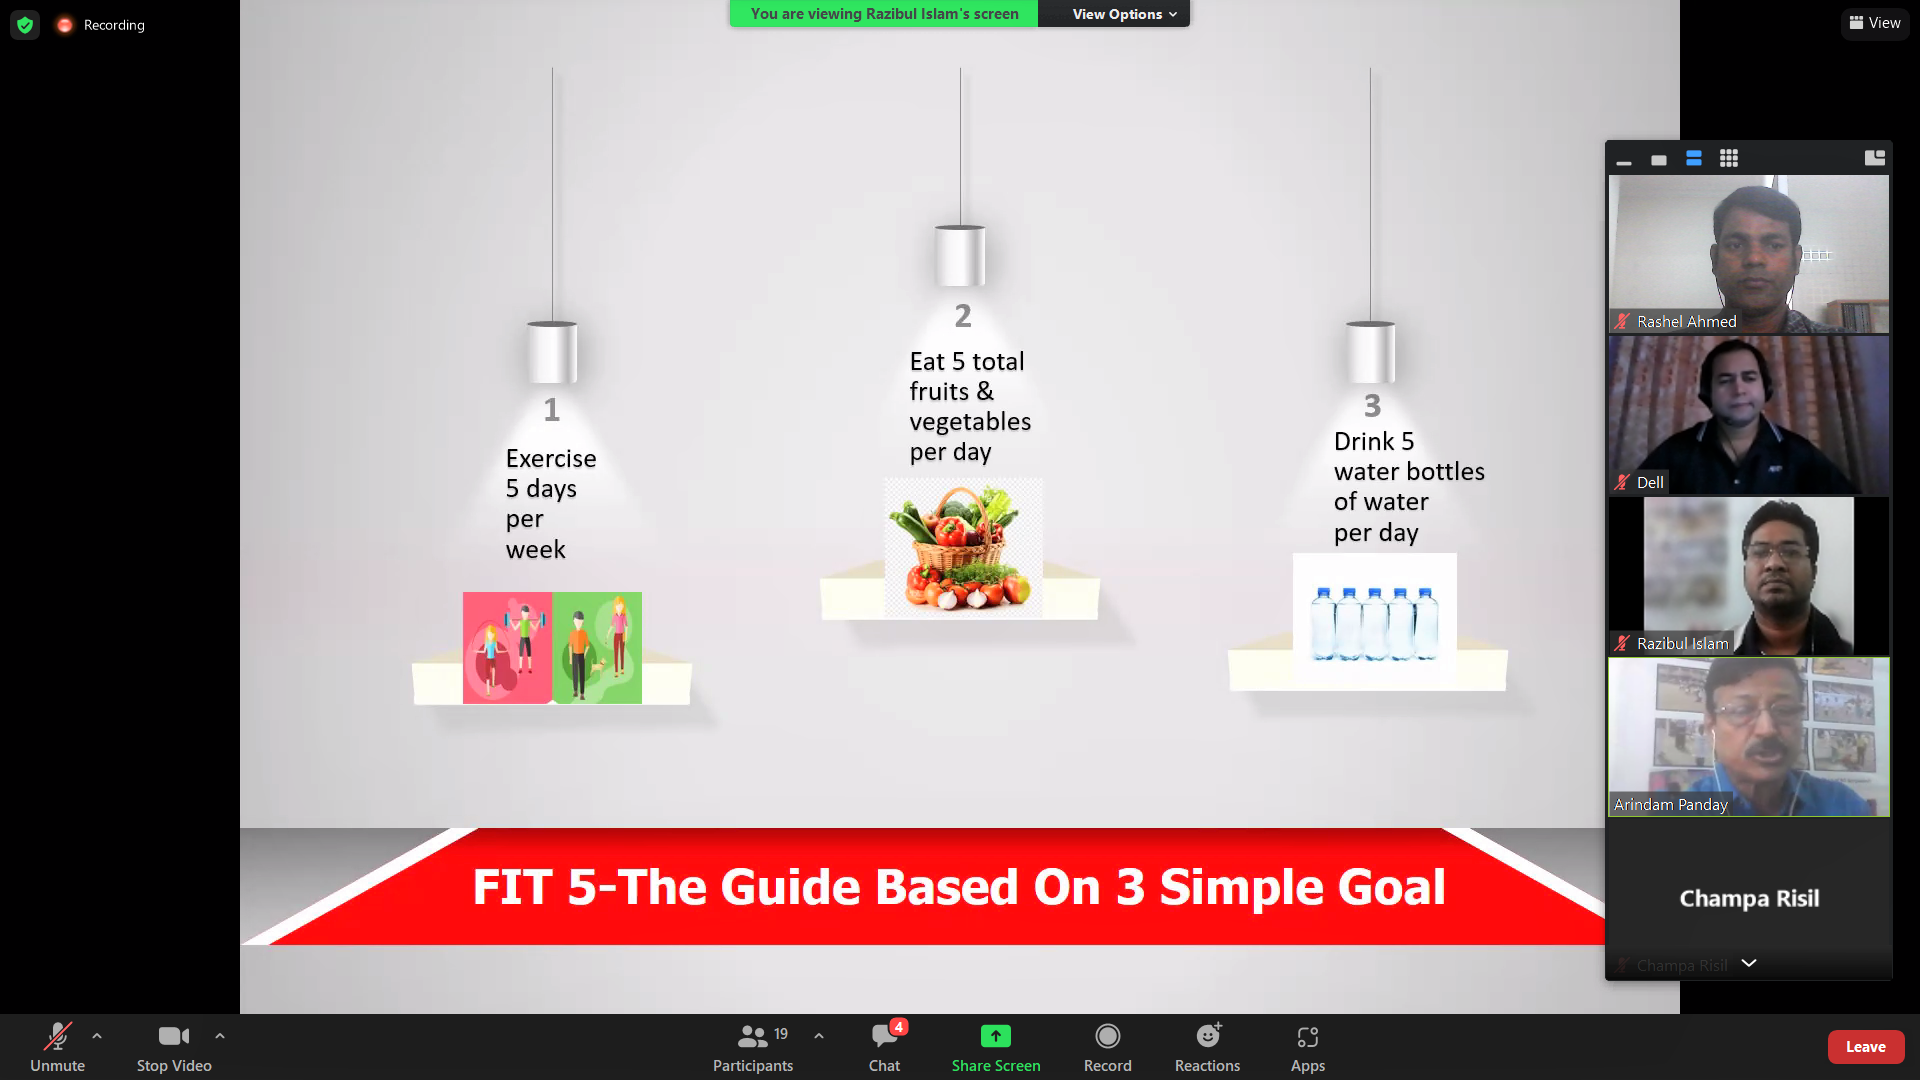 Recording
You are viewing Razibul Islam's screen
View Options
View
1
Exercise
5 days
per
week
2
Eat 5 total
fruits &
vegetables
per day
3
Drink 5
water bottles
of water
per day
FIT 5-The Guide Based On 3 Simple Goal
Rashel Ahmed
Dell
Razibul Islam
Arindam Panday
Champa Risil
Champa Risil
Unmute
Stop Video
19
Participants
4
Chat
Share Screen
Record
Reactions
Apps
Leave